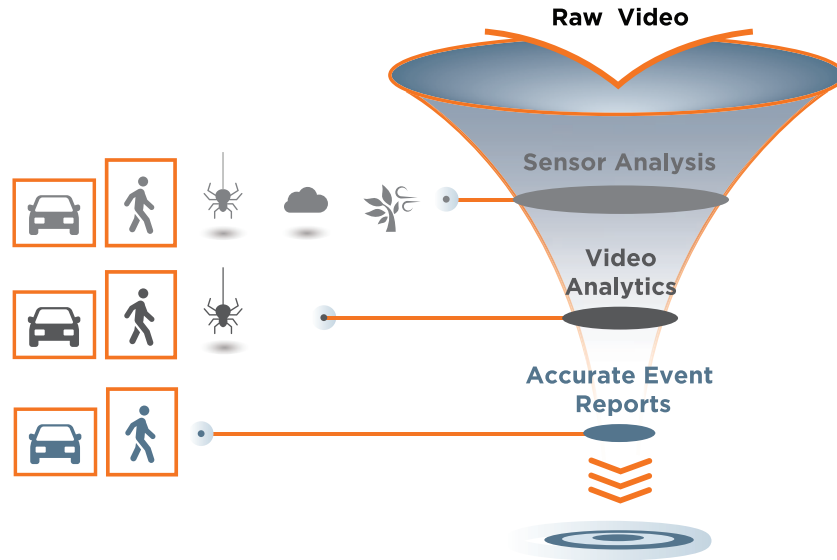 Raw Video
Sensor Analysis
Video
Analytics
Accurate Event
Reports